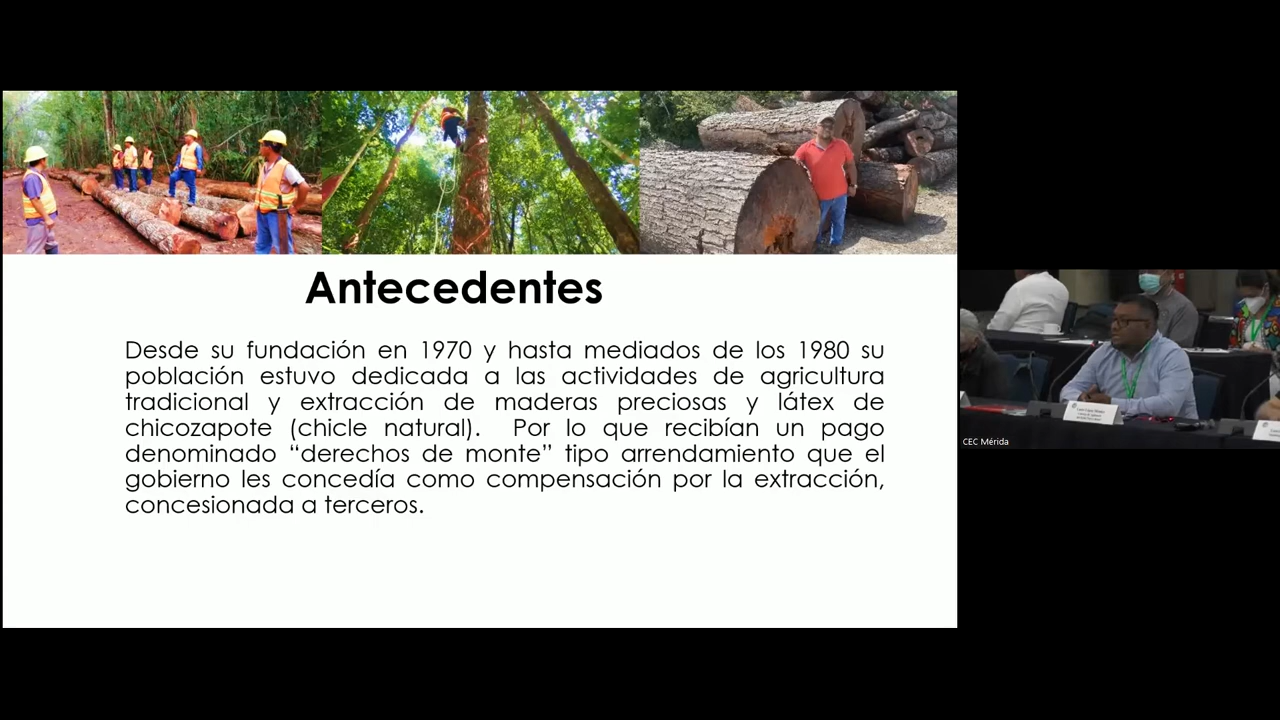 Antecedentes
Desde su fundación en 1970 y hasta mediados de los 1980 su
población estuvo dedicada a las actividades de agricultura
tradicional y extracción de maderas preciosas y látex de
chicozapote (chicle natural).  Por lo que recibían un pago
denominado “derechos de monte” tipo arrendamiento que el
gobierno les concedía como compensación por la extracción,
concesionada a terceros.
CEC Mérida